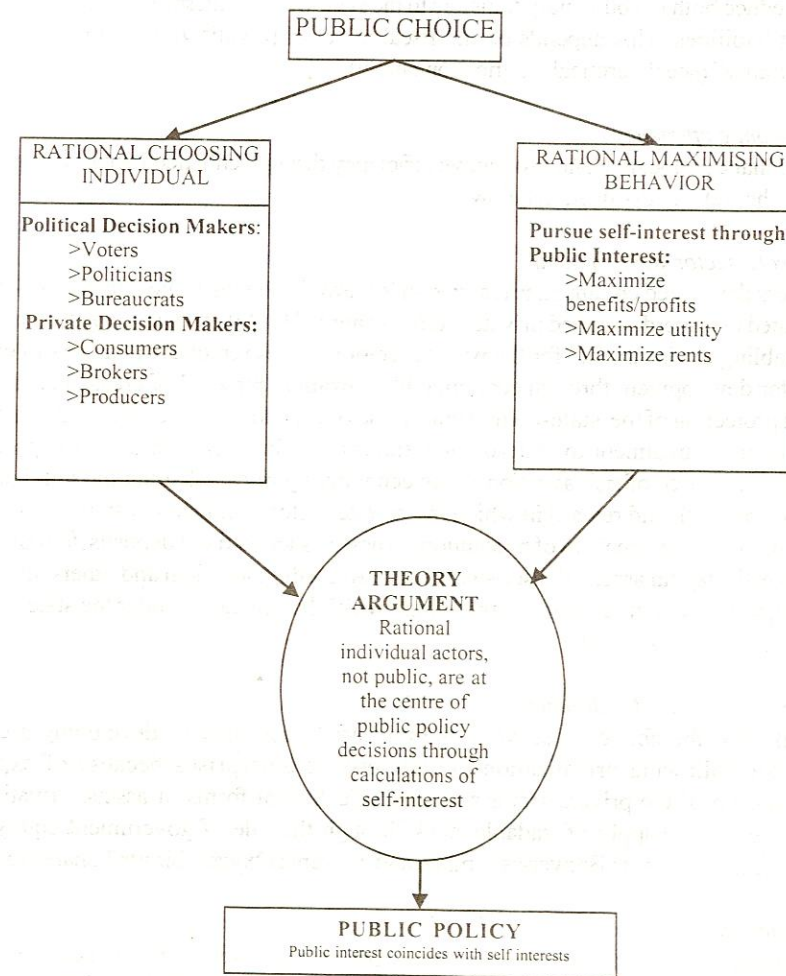 PUBLIC CHOICE
RATIONAL CHOOSING
INDIVIDUAL
Political Decision Makers:
>Voters
>Politicians
>Bureaucrats
Private Decision Makers:
>Consumers
>Brokers
>Producers
RATIONAL MAXIMISING
BEHAVIOR
Pursue self-interest through
Public Interest:
>Maximize
benefits/profits
>Maximize utility
>Maximize rents
THEORY
ARGUMENT
Rational
individual actors,
not public, are at
the centre of
public policy
decisions through
calculations of
self-interest
PUBLIC POLICY
Public interest coincides with self interests